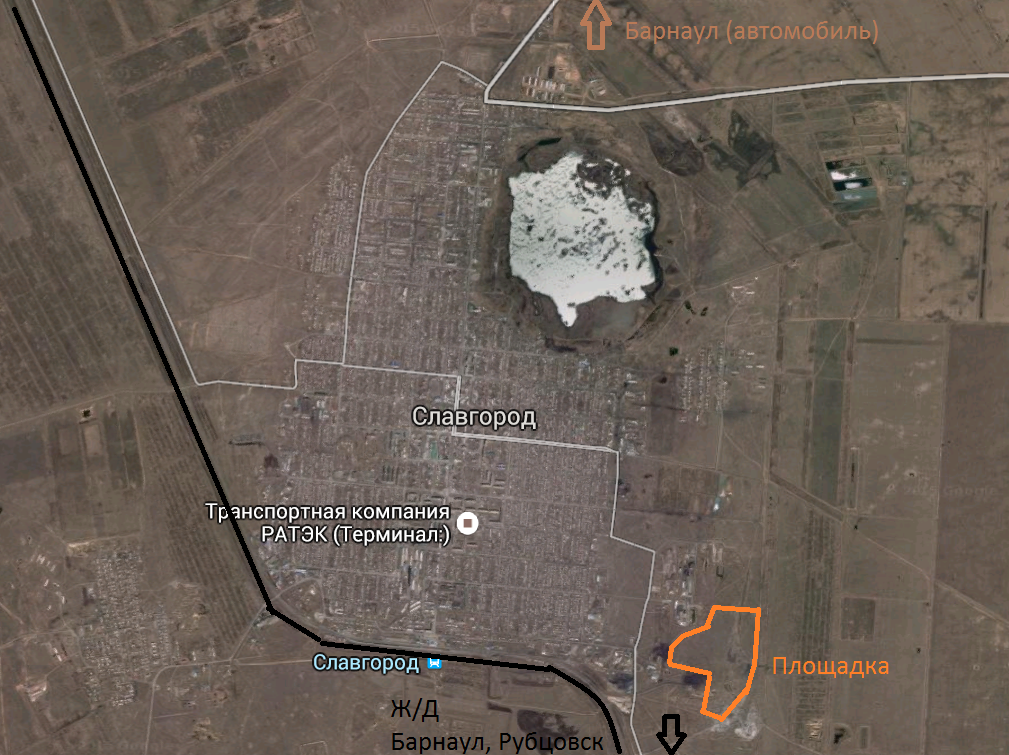 Барнаул (автомобиль)
Славгород
Транспортная компания
РАТЭК (Терминал:)
Площадка
Славгород
Ж/Д
Барнаул, Рубцовск